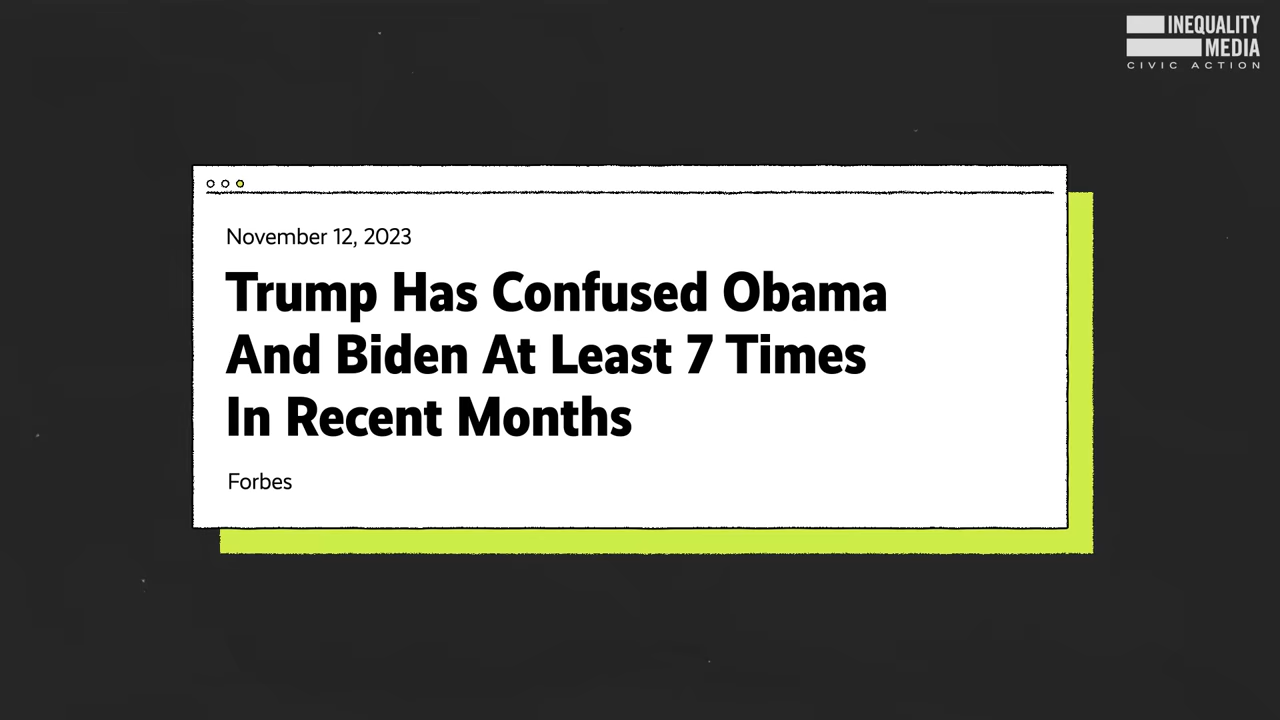 INEQUALITY
MEDIA
CIVIC ACTION
November 12, 2023
Trump Has Confused Obama
And Biden At Least 7 Times
In Recent Months
Forbes